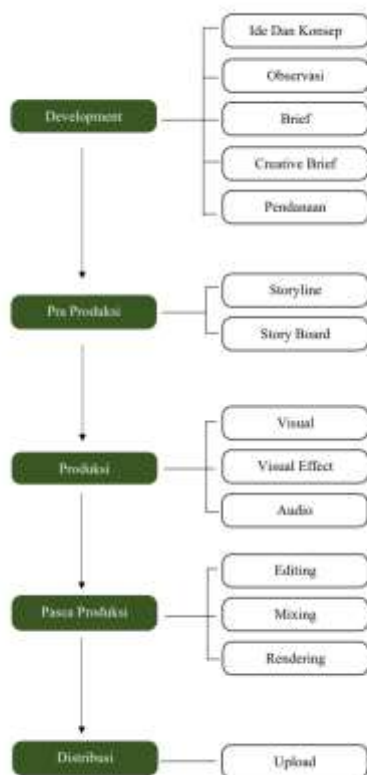 Development
Ide Dan Konsep
Observasi
Brief
Creative Brief
Pendanaan
Pra Produksi
Storyline
Story Board
Produksi
Visual
Visual Effect
Audio
Pasca Produksi
Editing
Mixing
Rendering
Distribusi
Upload